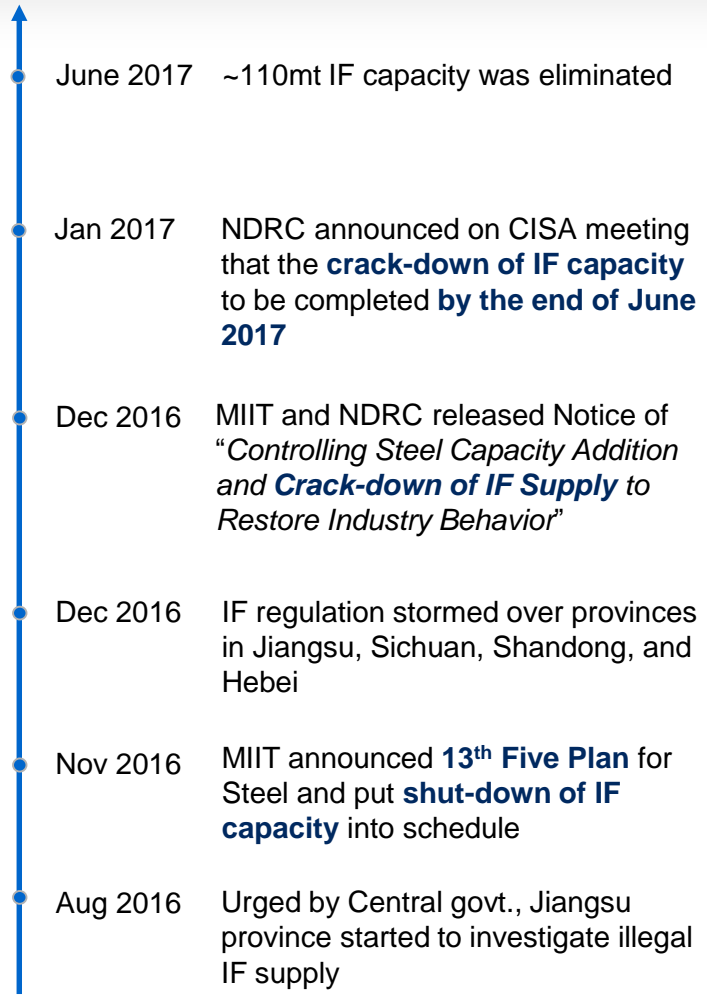 June 2017 ~110mt IF capacity was eliminated
Jan 2017 NDRC announced on CISA meeting
that the crack-down of IF capacity
to be completed by the end of June
2017
Dec 2016 MIIT and NDRC released Notice of
“Controlling Steel Capacity Addition
and Crack-down of IF Supply to
Restore Industry Behavior”
Dec 2016 IF regulation stormed over provinces
in Jiangsu, Sichuan, Shandong, and
Hebei
Nov 2016 MIIT announced 13th Five Plan for
Steel and put shut-down of IF
capacity into schedule
Aug 2016 Urged by Central govt., Jiangsu
province started to investigate illegal
IF supply